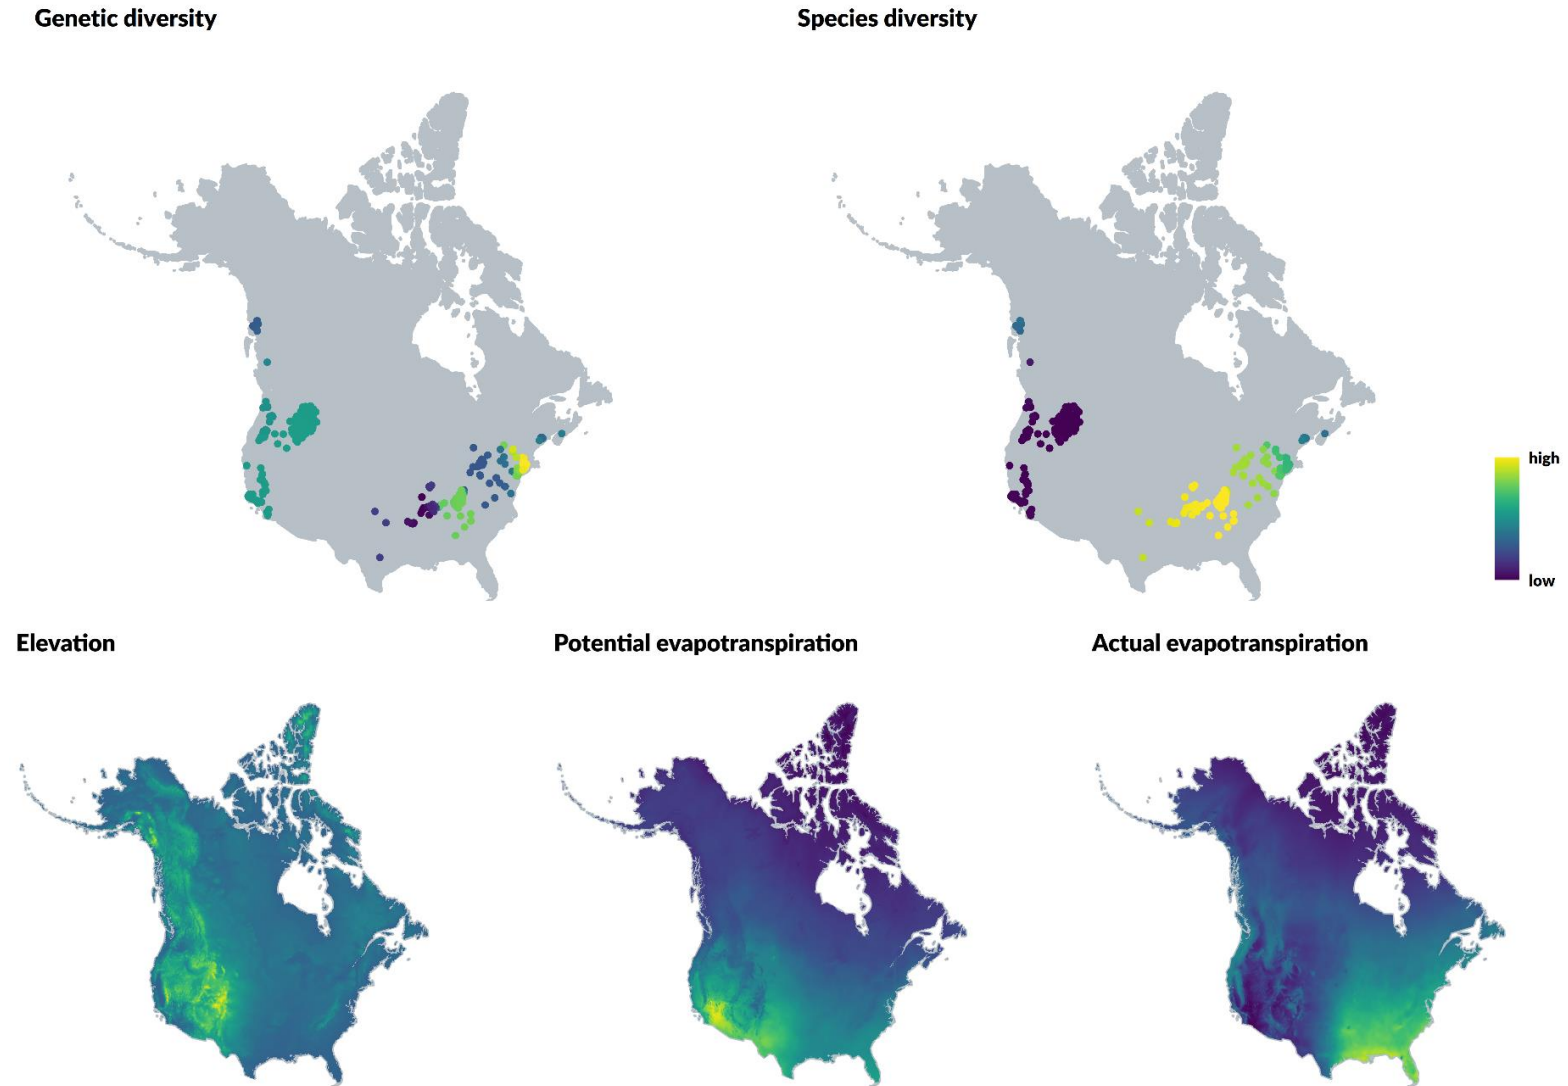 Genetic diversity
Species diversity
high
low
Elevation
Potential evapotranspiration
Actual evapotranspiration